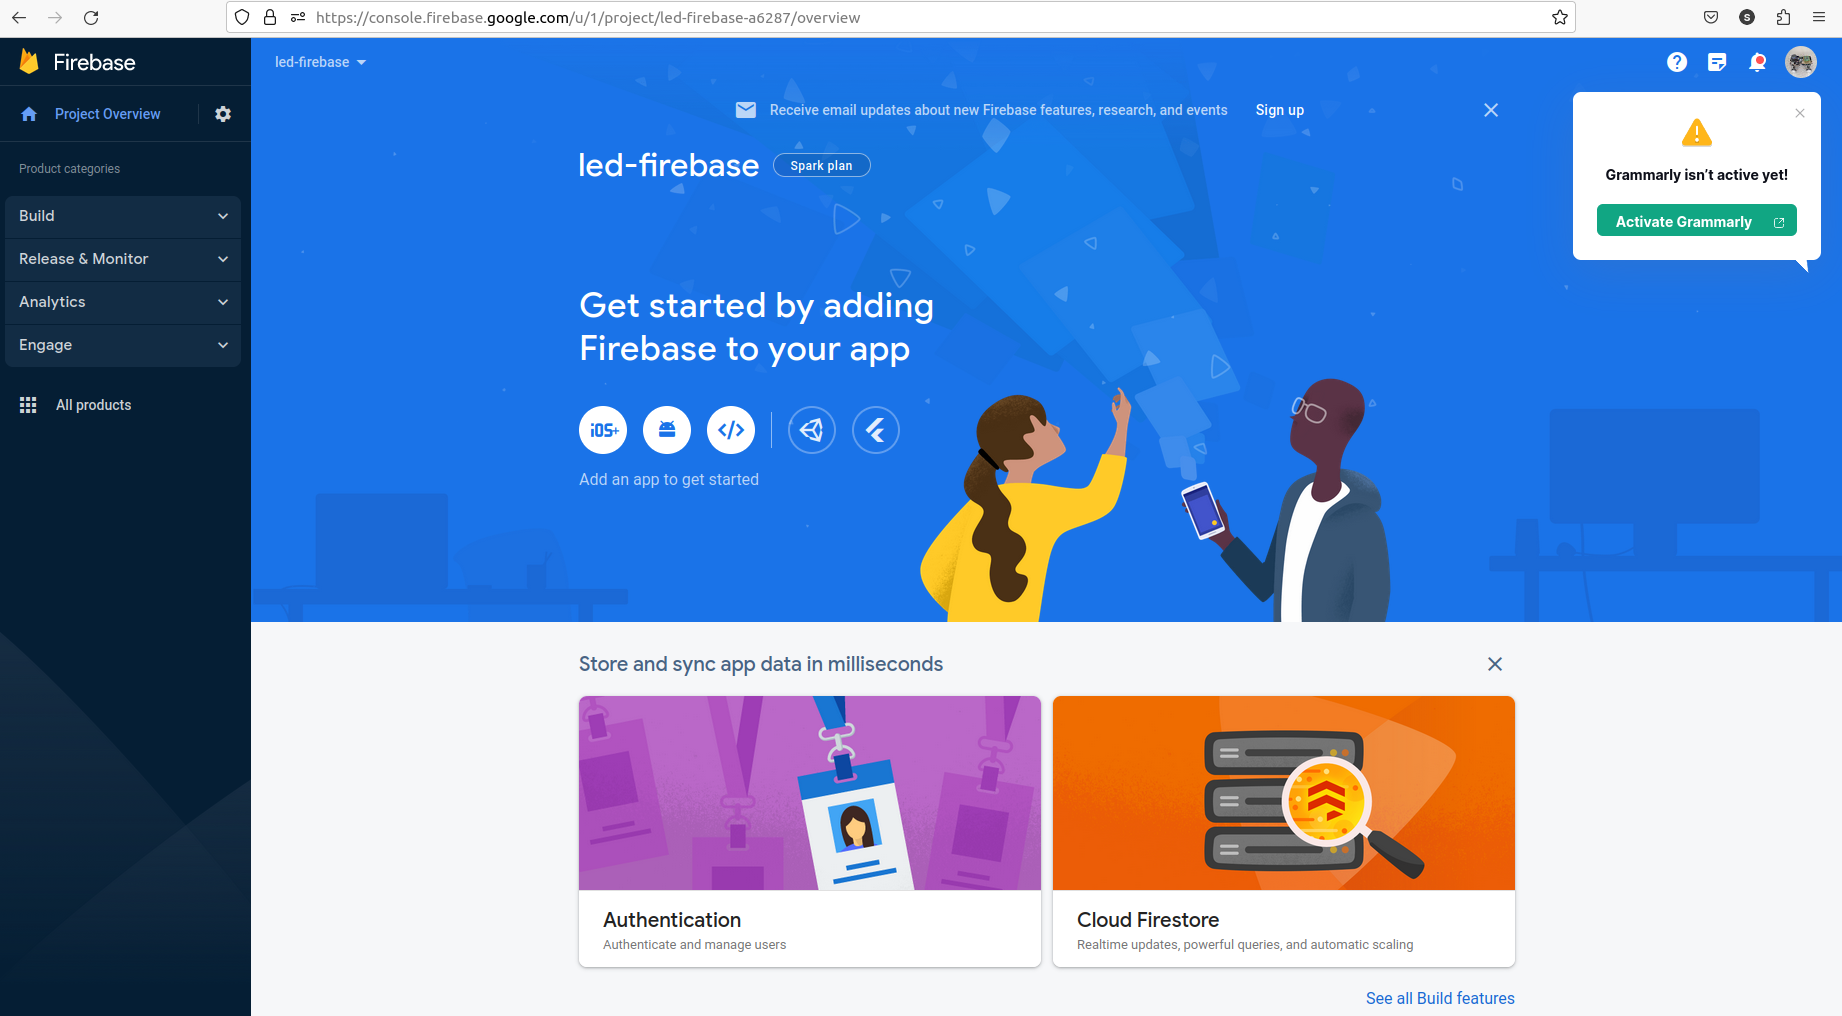 https://console.firebase.google.com/u/1/project/led-firebase-a6287/overview
S
Firebase
led-firebase
?
Project Overview
Receive email updates about new Firebase features, research, and events Sign up
Grammarly isn’t active yet!
Activate Grammarly
led-firebase Spark plan
Product categories
Build
Release & Monitor
Analytics
Engage
All products
Get started by adding
Firebase to your app
iOS+ </>
Add an app to get started
Store and sync app data in milliseconds
Authentication
Authenticate and manage users
Cloud Firestore
Realtime updates, powerful queries, and automatic scaling
See all Build features